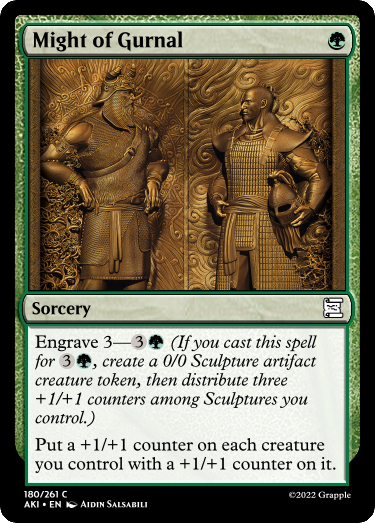 Might of Gurnal
Sorcery
Engrave 3—3 (If you cast this spell
for 3, create a 0/0 Sculpture artifact
creature token, then distribute three
+1/+1 counters among Sculptures you
control.)
Put a +1/+1 counter on each creature
you control with a +1/+1 counter on it.
180/261 C
AKI • EN Aidin Salsabili
©2022 Grapple